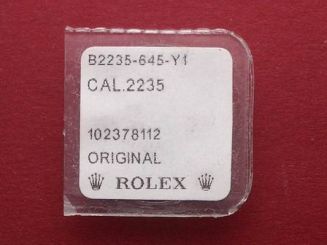 B2235-645-Y1
CAL.2235
102378112
ORIGINAL
ROLEX